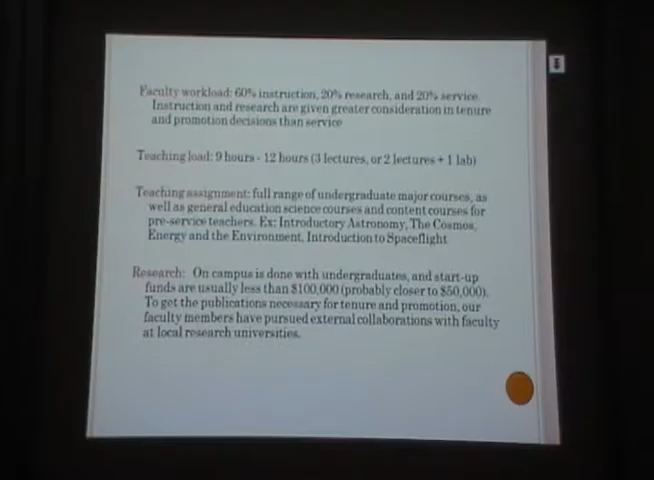 Faculty workload: 60% instruction, 20% research, and 20% service.
Instruction and research are given greater consideration in tenure
and promotion decisions than service
Teaching load: 9 hours - 12 hours (3 lectures, or 2 lectures + 1 lab)
Teaching assignment: full range of undergraduate major courses, as
well as general education science courses and content courses for
pre-service teachers. Ex: Introductory Astronomy, The Cosmos,
Energy and the Environment, Introduction to Spaceflight
Research: On campus is done with undergraduates, and start-up
funds are usually less than $100,000 (probably closer to $50,000).
To get the publications necessary for tenure and promotion, our
faculty members have pursued external collaborations with faculty
at local research universities.